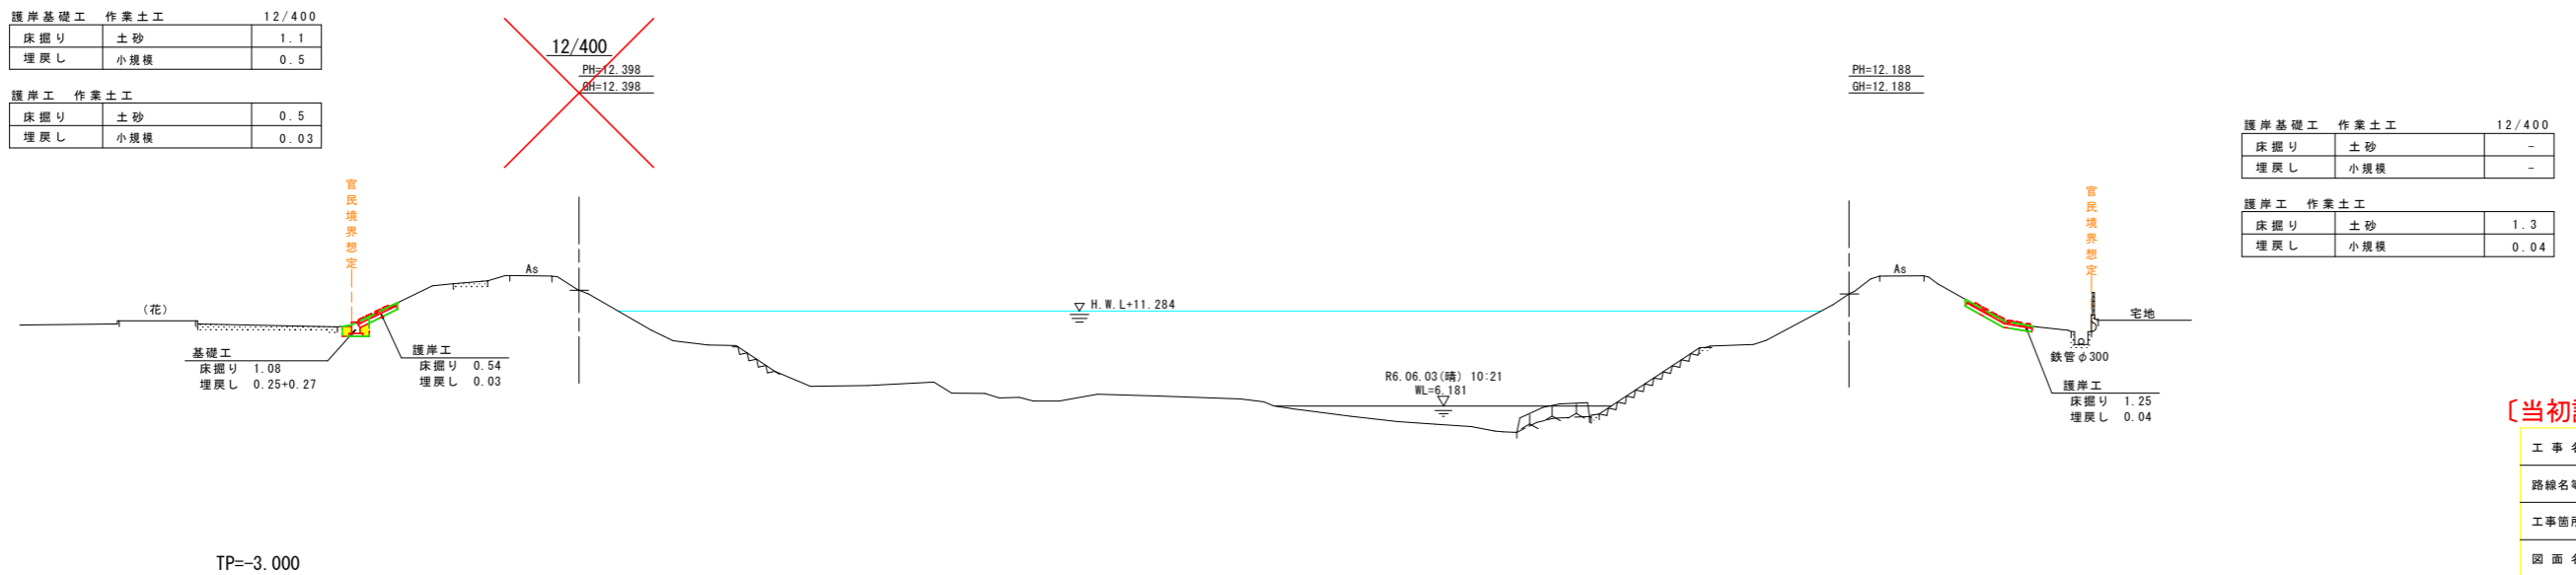 護岸基礎工 作業土工 12/400
床掘り 土砂 1.1
埋戻し 小規模 0.5
護岸工 作業土工
床掘り 土砂 0.5
埋戻し 小規模 0.03
12/400
PH=12.398
GH=12.398
PH=12.188
GH=12.188
護岸基礎工 作業土工 12/400
床掘り 土砂 -
埋戻し 小規模 -
護岸工 作業土工
床掘り 土砂 1.3
埋戻し 小規模 0.04
官民境界想定
官民境界想定
As
As
(花)
H.W.L+11.284
宅地
基礎工
床掘り 1.08
埋戻し 0.25+0.27
護岸工
床掘り 0.54
埋戻し 0.03
R6.06.03(晴) 10:21
WL=6.181
鉄管φ300
護岸工
床掘り 1.25
埋戻し 0.04
〔当初
工事名
路線名等
工事箇所
図面名
TP=-3.000